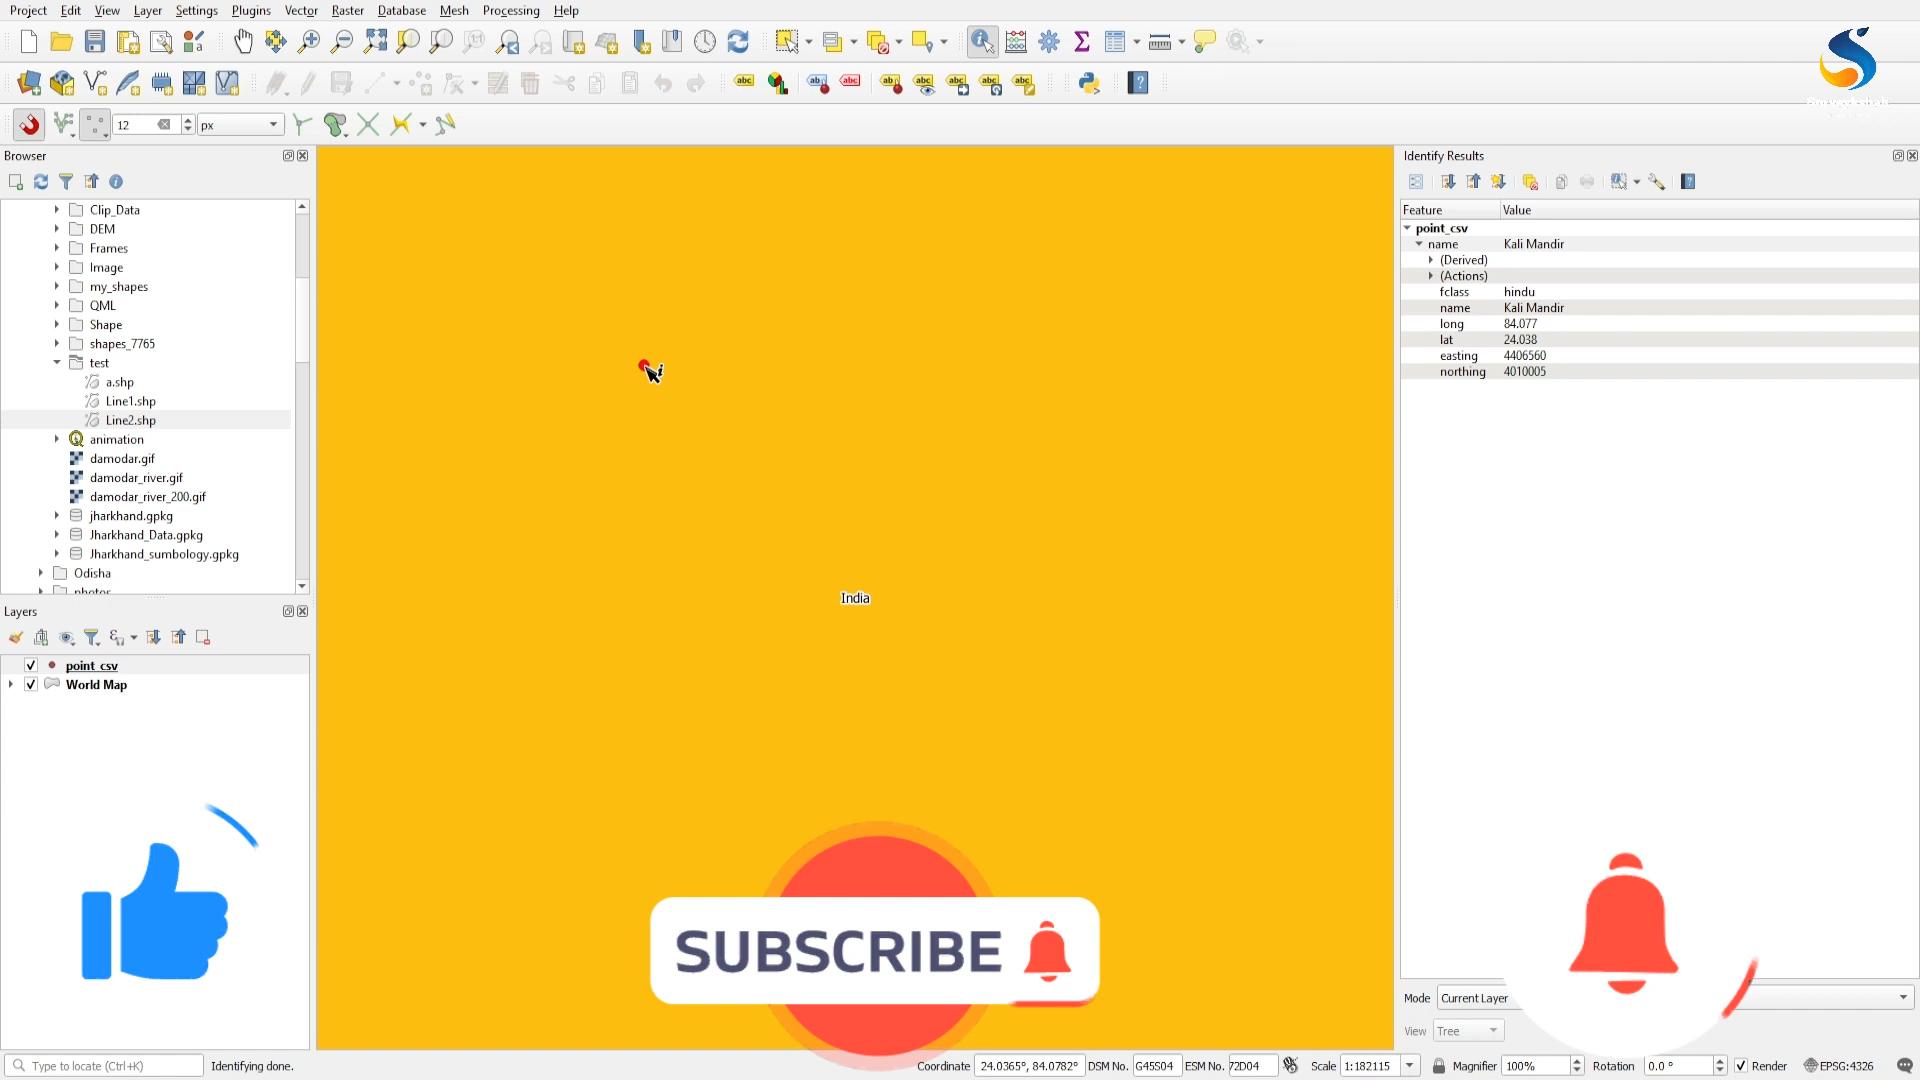 Project Edit View Layer Settings Plugins Vector Raster Database Mesh Processing Help
12 px
Browser
Clip_Data
DEM
Frames
Image
my_shapes
QML
Shape
shapes_7765
test
a.shp
Line1.shp
Line2.shp
animation
damodar.gif
damodar_river.gif
damodar_river_200.gif
jharkhand.gpkg
Jharkhand_Data.gpkg
Jharkhand_sumbology.gpkg
Odisha
photos
Layers
point_csv
World Map
India
SUBSCRIBE
Identify Results
Feature Value
point_csv
name Kali Mandir
(Derived)
(Actions)
fclass hindu
name Kali Mandir
long 84.077
lat 24.038
easting 4406560
northing 4010005
Mode Current Layer
View Tree
Type to locate (Ctrl+K) Identifying done. Coordinate 24.0365°, 84.0782° DSM No. G45S04 ESM No. 72D04 Scale 1:182115 Magnifier 100% Rotation 0.0 ° Render EPSG:4326